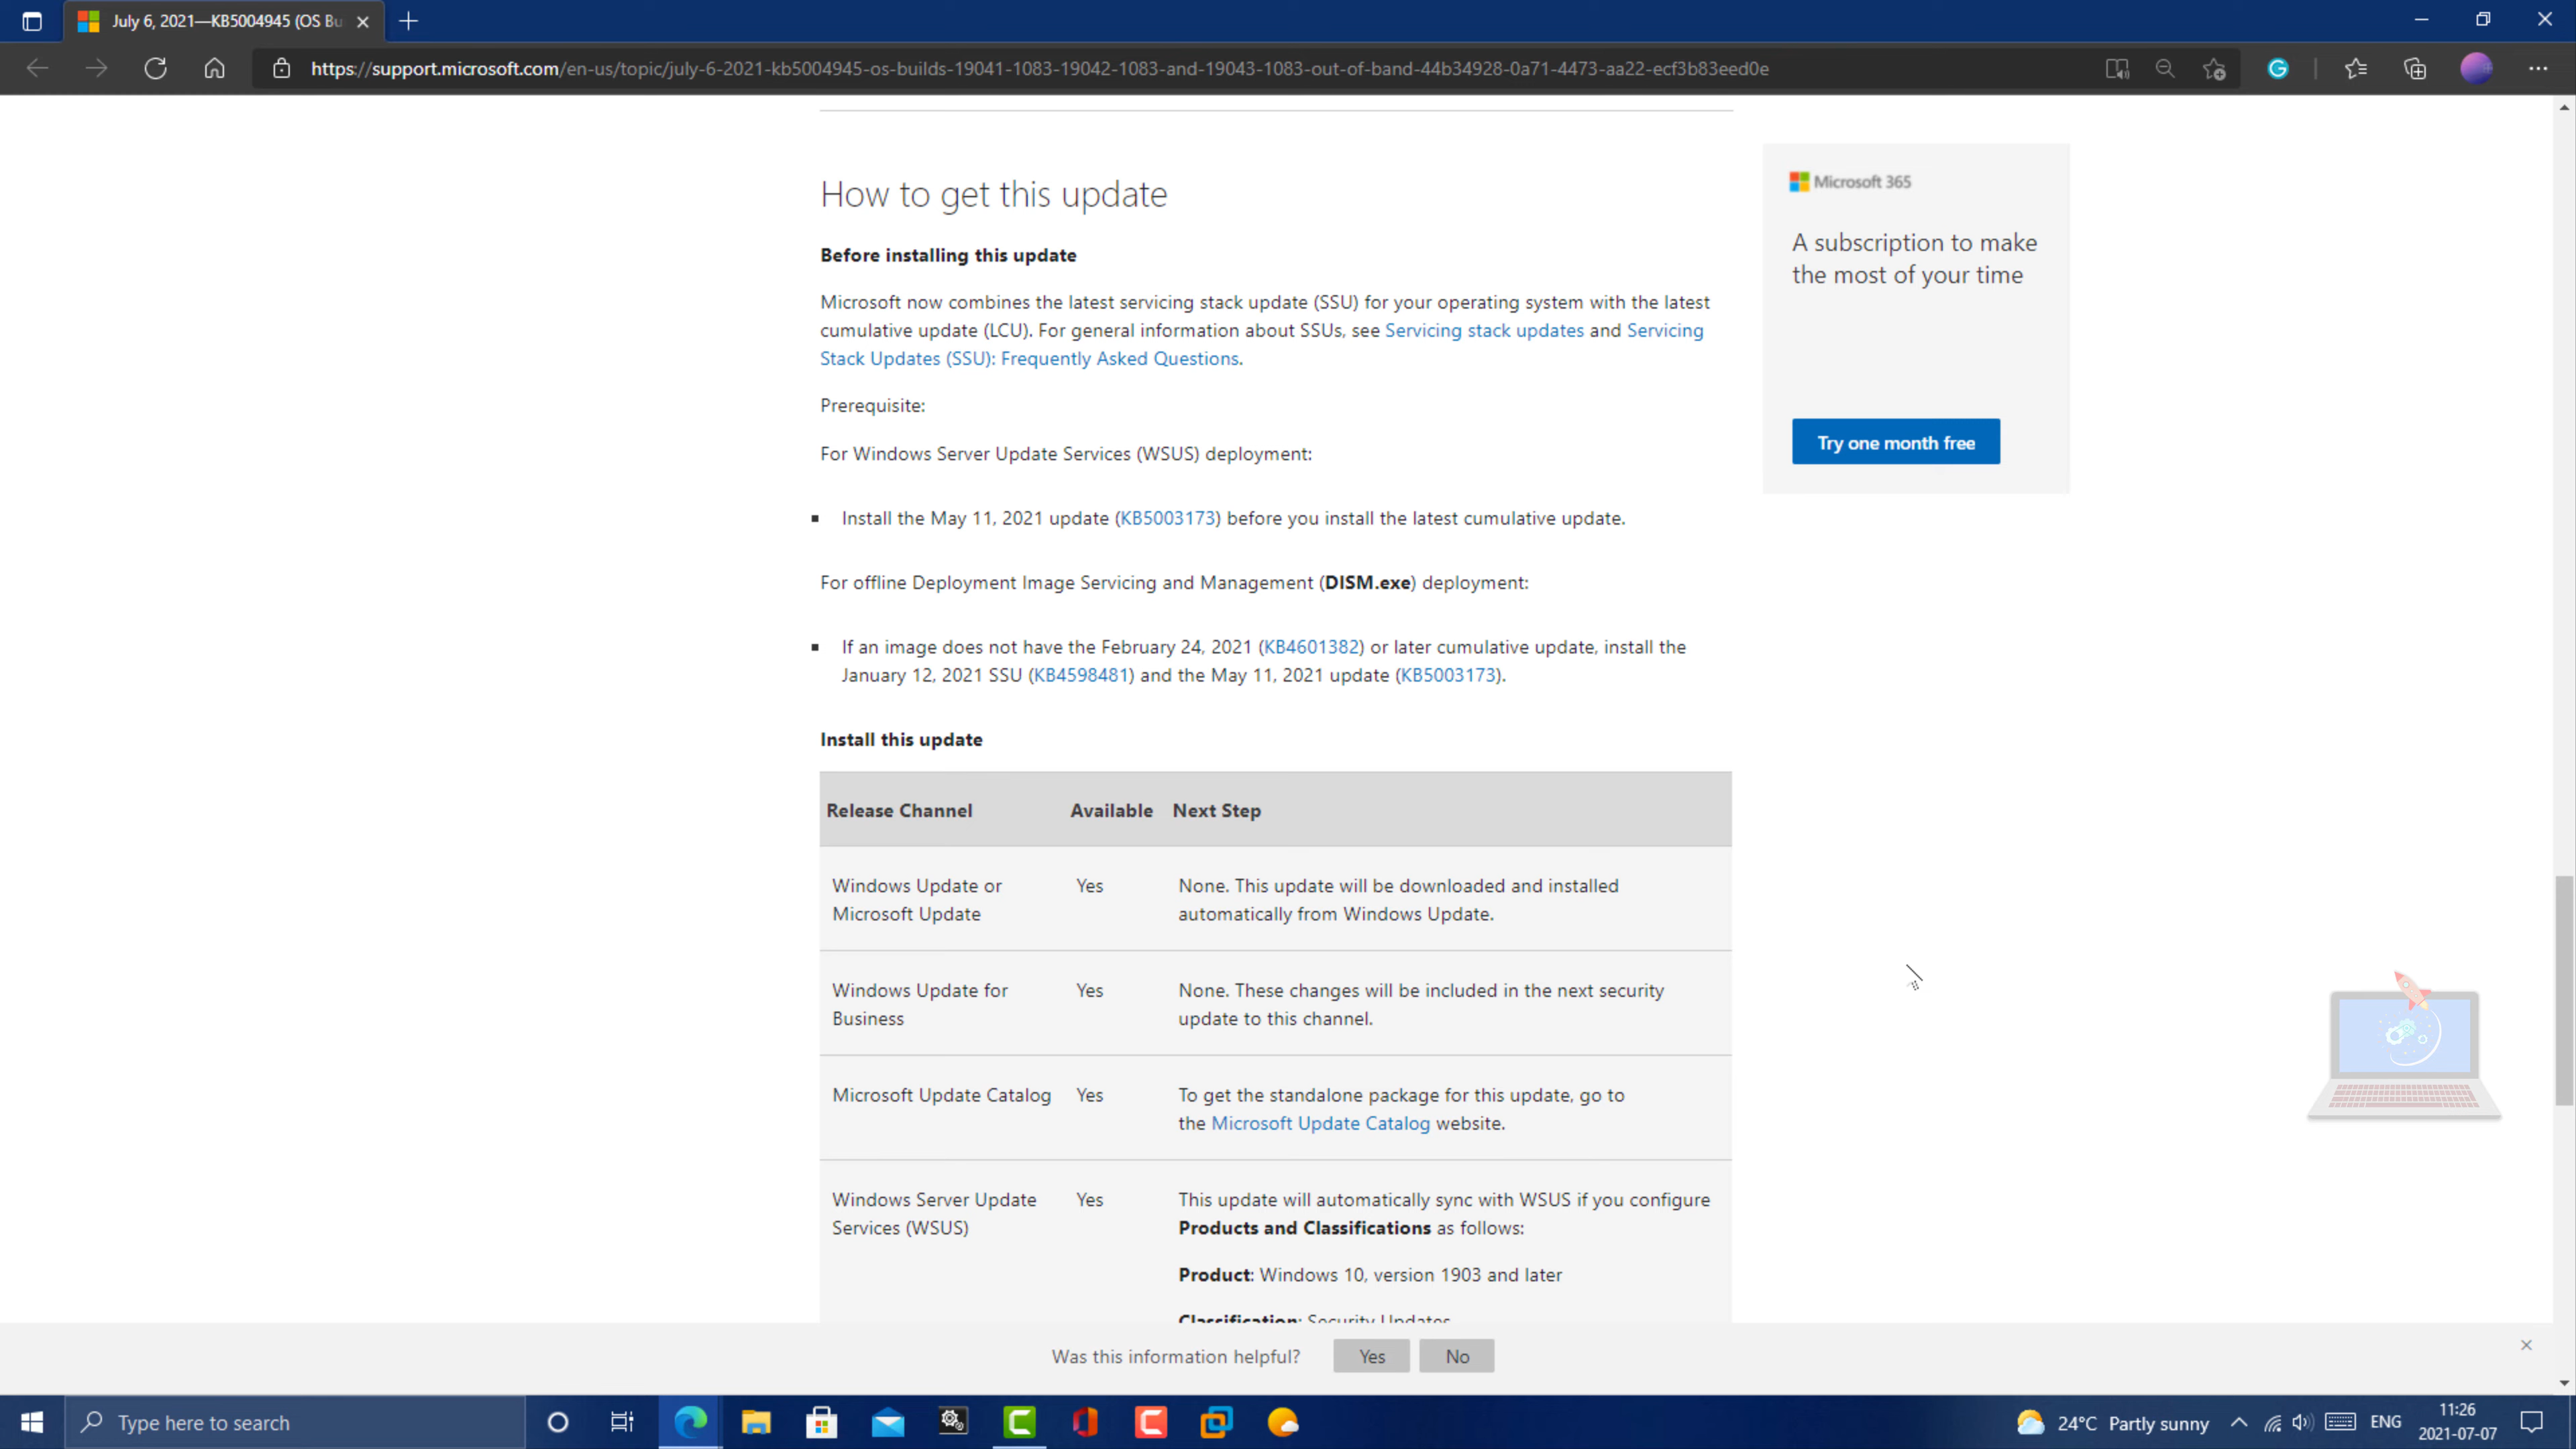 July 6, 2021—KB5004945 (OS Bu
https://support.microsoft.com/en-us/topic/july-6-2021-kb5004945-os-builds-19041-1083-19042-1083-and-19043-1083-out-of-band-44b34928-0a71-4473-aa22-ecf3b83eed0e
How to get this update
Before installing this update
Microsoft now combines the latest servicing stack update (SSU) for your operating system with the latest
cumulative update (LCU). For general information about SSUs, see Servicing stack updates and Servicing
Stack Updates (SSU): Frequently Asked Questions.
Prerequisite:
For Windows Server Update Services (WSUS) deployment:
Install the May 11, 2021 update (KB5003173) before you install the latest cumulative update.
For offline Deployment Image Servicing and Management (DISM.exe) deployment:
If an image does not have the February 24, 2021 (KB4601382) or later cumulative update, install the
January 12, 2021 SSU (KB4598481) and the May 11, 2021 update (KB5003173).
Install this update
Release Channel Available Next Step
Windows Update or Yes None. This update will be downloaded and installed
Microsoft Update automatically from Windows Update.
Windows Update for Yes None. These changes will be included in the next security
Business update to this channel.
Microsoft Update Catalog Yes To get the standalone package for this update, go to
the Microsoft Update Catalog website.
Windows Server Update Yes This update will automatically sync with WSUS if you configure
Services (WSUS) Products and Classifications as follows:
Product: Windows 10, version 1903 and later
Classification: Security Updates
Microsoft 365
A subscription to make
the most of your time
Try one month free
Was this information helpful? Yes No
Type here to search
24°C Partly sunny
ENG
11:26
2021-07-07